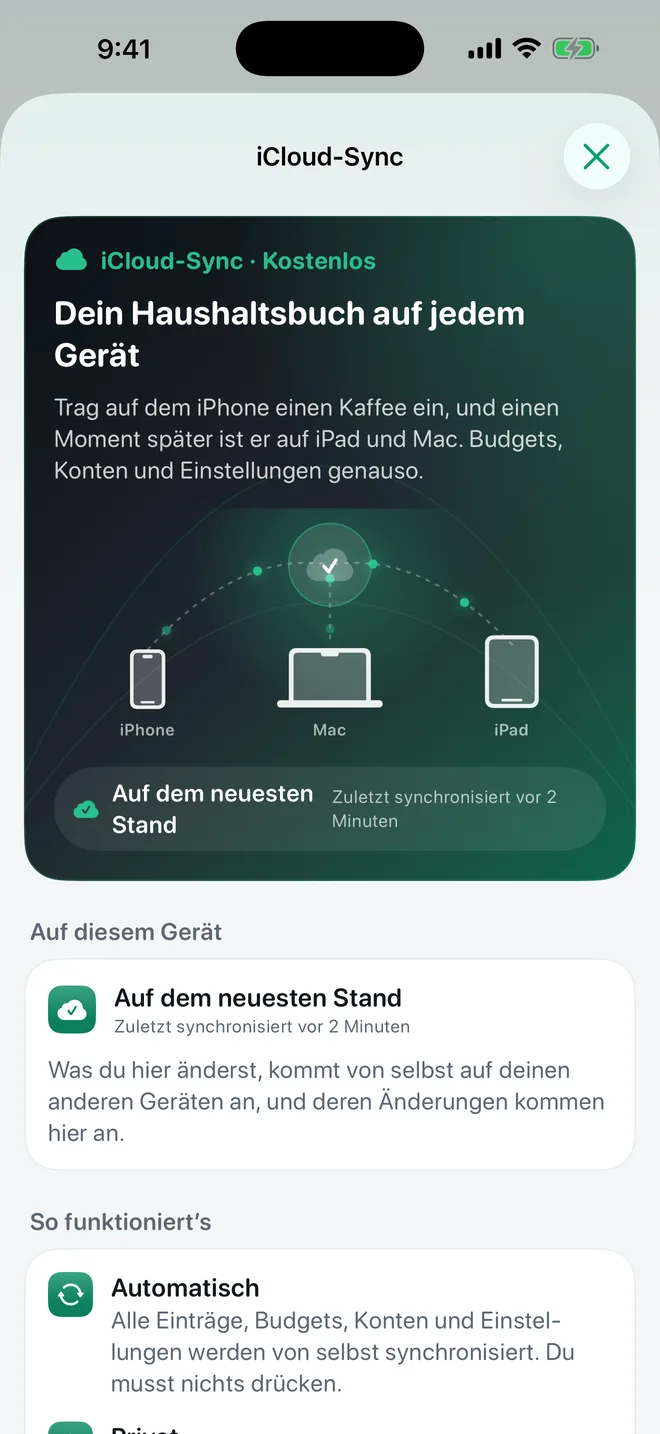 9:41
iCloud-Sync
iCloud-Sync · Kostenlos
Dein Haushaltsbuch auf jedem
Gerät
Trag auf dem iPhone einen Kaffee ein, und einen
Moment später ist er auf iPad und Mac. Budgets,
Konten und Einstellungen genauso.
iPhone
Mac
iPad
Auf dem neuesten
Stand
Zuletzt synchronisiert vor 2
Minuten
Auf diesem Gerät
Auf dem neuesten Stand
Zuletzt synchronisiert vor 2 Minuten
Was du hier änderst, kommt von selbst auf deinen
anderen Geräten an, und deren Änderungen kommen
hier an.
So funktioniert’s
Automatisch
Alle Einträge, Budgets, Konten und Einstel-
lungen werden von selbst synchronisiert. Du
musst nichts drücken.
Privat